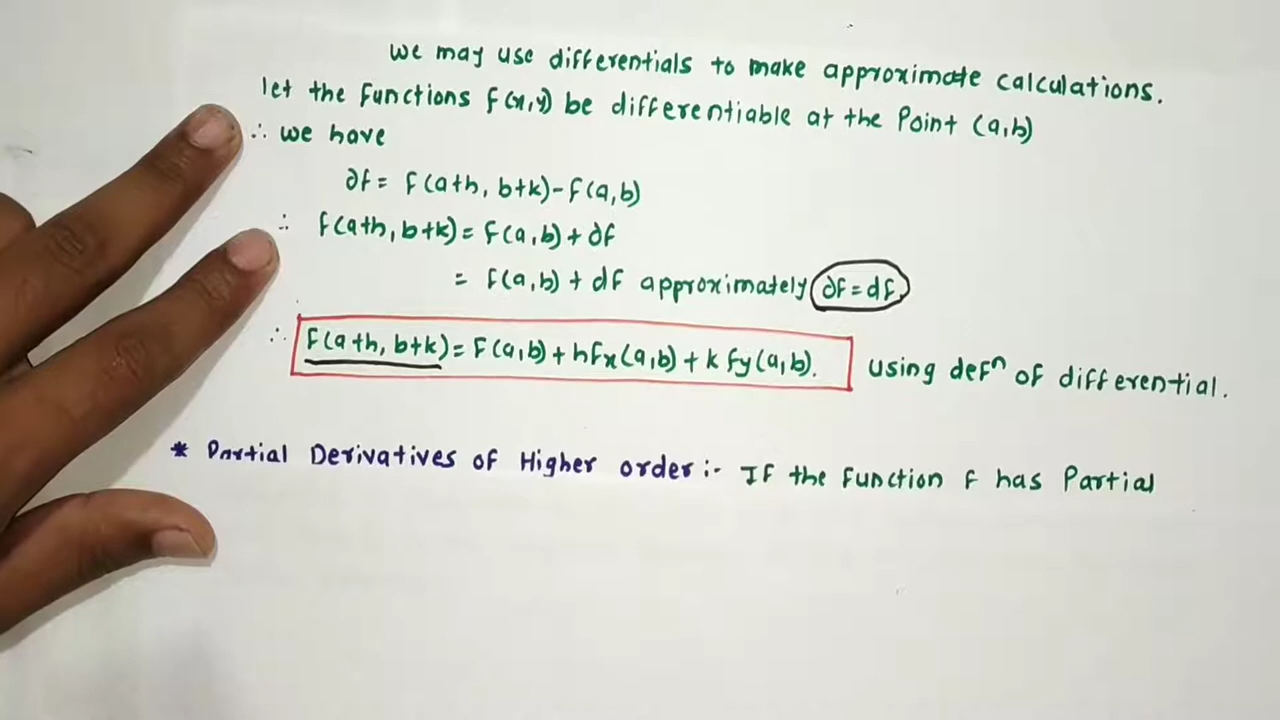 we may use differentials to make approximate calculations.
let the functions f(x,y) be differentiable at the Point (a,b)
∴ we have
∂f = f(a+h, b+k)-f(a,b)
∴ f(a+h, b+k) = f(a,b) + ∂f
= f(a,b) + df approximately ∂f = df.
∴ f(a+h, b+k) = f(a,b) + hfx(a,b) + k fy(a,b). using defⁿ of differential.
* Partial Derivatives of Higher order :- If the function f has Partial